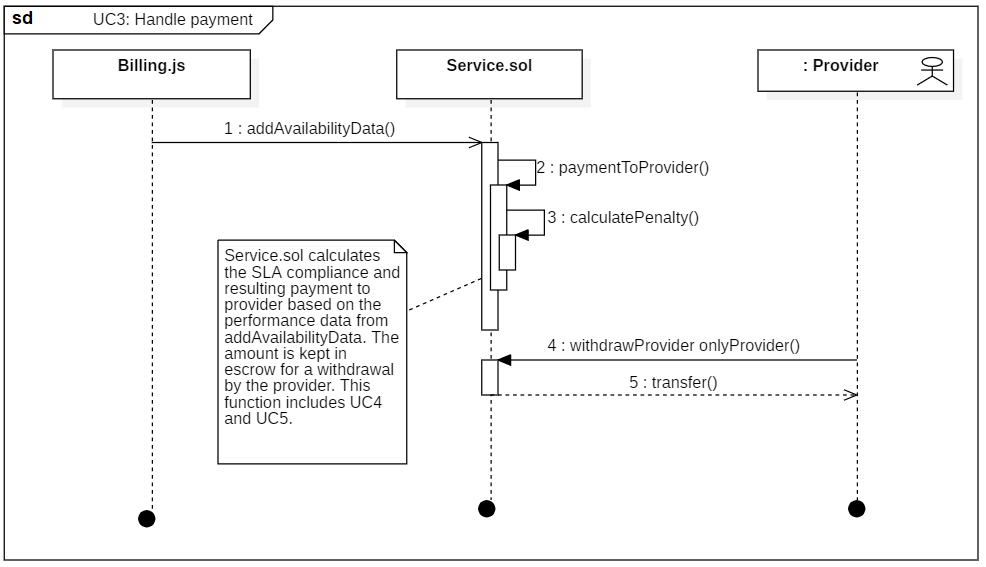 sd
UC3: Handle payment
Billing.js
Service.sol
: Provider
1 : addAvailabilityData()
2 : paymentToProvider()
3 : calculatePenalty()
Service.sol calculates
the SLA compliance and
resulting payment to
provider based on the
performance data from
addAvailabilityData. The
amount is kept in
escrow for a withdrawal
by the provider. This
function includes UC4
and UC5.
4 : withdrawProvider onlyProvider()
5 : transfer()